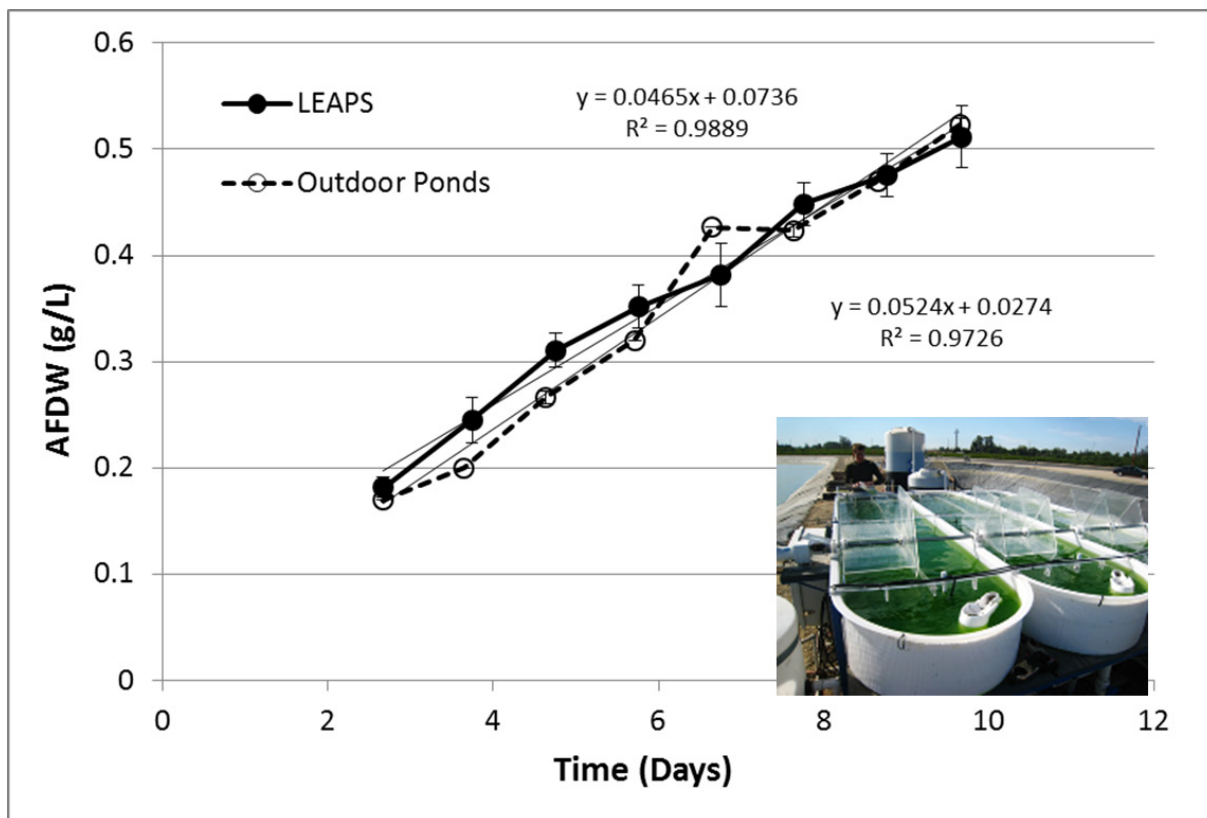 0.6
0.5
0.4
0.3
0.2
0.1
0
AFDW (g/L)
LEAPS
Outdoor Ponds
y = 0.0465x + 0.0736
R² = 0.9889
y = 0.0524x + 0.0274
R² = 0.9726
0 2 4 6 8 10 12
Time (Days)